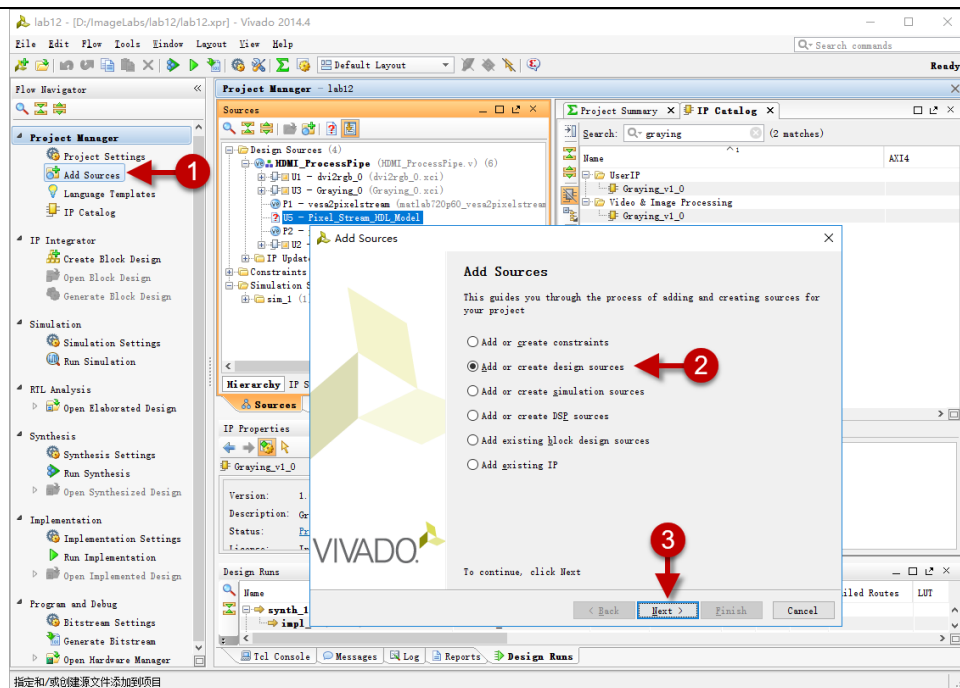 lab12 - [D:/ImageLabs/lab12/lab12.xpr] - Vivado 2014.4
File Edit Flow Tools Window Layout View Help
Search commands
Default Layout
Ready
Flow Navigator
Project Manager
Project Settings
Add Sources
1
Language Templates
IP Catalog
IP Integrator
Create Block Design
Open Block Design
Generate Block Design
Simulation
Simulation Settings
Run Simulation
RTL Analysis
Open Elaborated Design
Synthesis
Synthesis Settings
Run Synthesis
Open Synthesized Design
Implementation
Implementation Settings
Run Implementation
Open Implemented Design
Program and Debug
Bitstream Settings
Generate Bitstream
Open Hardware Manager
Project Manager - lab12
Sources
Design Sources (4)
HDMI_ProcessPipe (HDMI_ProcessPipe.v) (6)
U1 - dvi2rgb_0 (dvi2rgb_0.xci)
U3 - Graying_0 (Graying_0.xci)
P1 - vesa2pixelstream (matlab720p60_vesa2pixelstream
U5 - Pixel_Stream_HDL_Model
P2 -
U2 -
IP Updat
Constraints
Simulation S
sim_1 (1
Hierarchy IP S
Sources
IP Properties
Graying_v1_0
Version: 1.
Description: Gr
Status: Pr
License: In
Project Summary
IP Catalog
Search: graying (2 matches)
Name AXI4
UserIP
Graying_v1_0
Video & Image Processing
Graying_v1_0
Add Sources
Add Sources
This guides you through the process of adding and creating sources for
your project
Add or create constraints
Add or create design sources
2
Add or create simulation sources
Add or create DSP sources
Add existing block design sources
Add existing IP
VIVADO.
3
To continue, click Next
< Back Next > Finish Cancel
Design Runs
Name
iled Routes LUT
synth_1
impl_
Tcl Console Messages Log Reports Design Runs
指定和/或创建源文件添加到项目